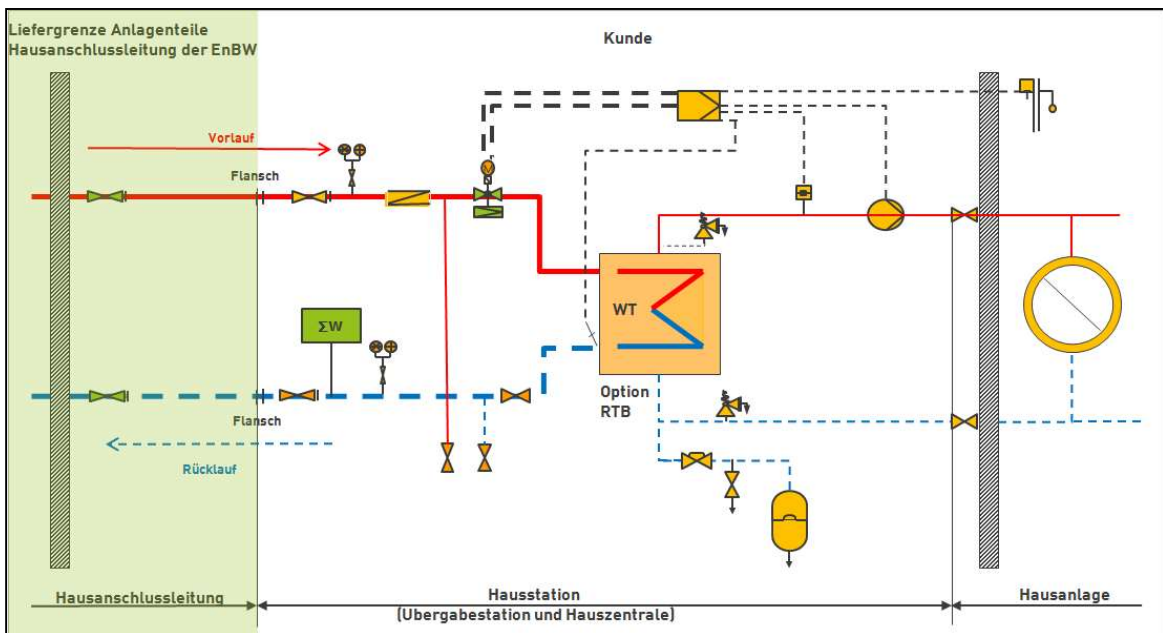 Liefergrenze Anlagenteile
Hausanschlussleitung der EnBW
Kunde
Vorlauf
Flansch
ΣW
WT
Option
RTB
Flansch
Rücklauf
Hausanschlussleitung
Hausstation
(Übergabestation und Hauszentrale)
Hausanlage